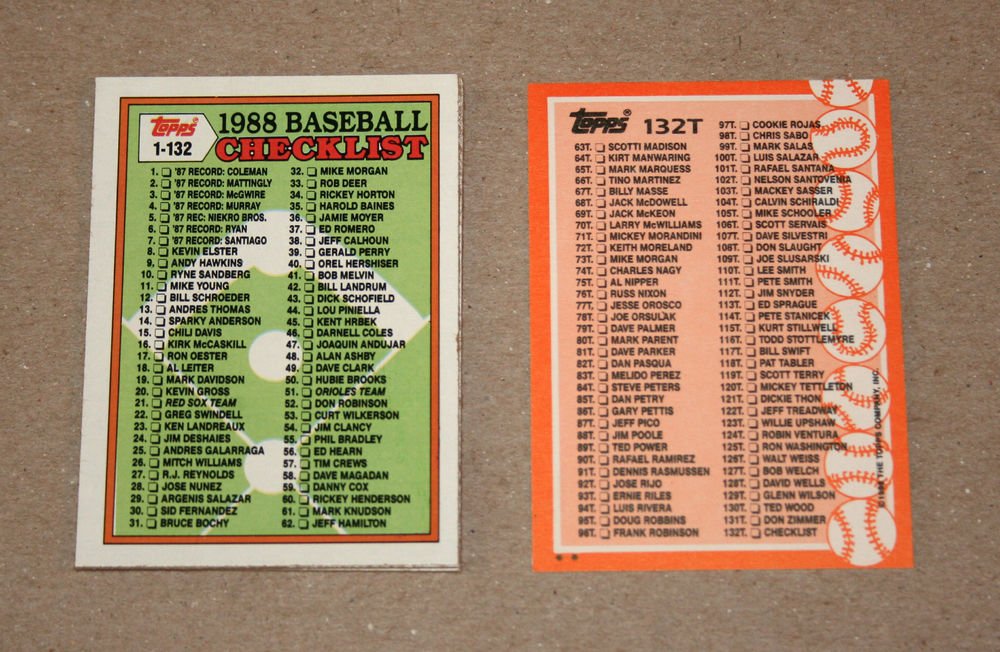 Topps
1-132
1988 BASEBALL
CHECKLIST
1. '87 RECORD: COLEMAN
2. '87 RECORD: MATTINGLY
3. '87 RECORD: McGWIRE
4. '87 RECORD: MURRAY
5. '87 REC: NIEKRO BROS.
6. '87 RECORD: RYAN
7. '87 RECORD: SANTIAGO
8. KEVIN ELSTER
9. ANDY HAWKINS
10. RYNE SANDBERG
11. MIKE YOUNG
12. BILL SCHROEDER
13. ANDRES THOMAS
14. SPARKY ANDERSON
15. CHILI DAVIS
16. KIRK McCASKILL
17. RON OESTER
18. AL LEITER
19. MARK DAVIDSON
20. KEVIN GROSS
21. RED SOX TEAM
22. GREG SWINDELL
23. KEN LANDREAUX
24. JIM DESHAIES
25. ANDRES GALARRAGA
26. MITCH WILLIAMS
27. R.J. REYNOLDS
28. JOSE NUNEZ
29. ARGENIS SALAZAR
30. SID FERNANDEZ
31. BRUCE BOCHY
32. MIKE MORGAN
33. ROB DEER
34. RICKEY HORTON
35. HAROLD BAINES
36. JAMIE MOYER
37. ED ROMERO
38. JEFF CALHOUN
39. GERALD PERRY
40. OREL HERSHISER
41. BOB MELVIN
42. BILL LANDRUM
43. DICK SCHOFIELD
44. LOU PINIELLA
45. KENT HRBEK
46. DARNELL COLES
47. JOAQUIN ANDUJAR
48. ALAN ASHBY
49. DAVE CLARK
50. HUBIE BROOKS
51. ORIOLES TEAM
52. DON ROBINSON
53. CURT WILKERSON
54. JIM CLANCY
55. PHIL BRADLEY
56. ED HEARN
57. TIM CREWS
58. DAVE MAGADAN
59. DANNY COX
60. RICKEY HENDERSON
61. MARK KNUDSON
62. JEFF HAMILTON
Topps® 132T
63T. SCOTTI MADISON
64T. KIRT MANWARING
65T. MARK MARQUESS
66T. TINO MARTINEZ
67T. BILLY MASSE
68T. JACK McDOWELL
69T. JACK McKEON
70T. LARRY McWILLIAMS
71T. MICKEY MORANDINI
72T. KEITH MORELAND
73T. MIKE MORGAN
74T. CHARLES NAGY
75T. AL NIPPER
76T. RUSS NIXON
77T. JESSE OROSCO
78T. JOE ORSULAK
79T. DAVE PALMER
80T. MARK PARENT
81T. DAVE PARKER
82T. DAN PASQUA
83T. MELIDO PEREZ
84T. STEVE PETERS
85T. DAN PETRY
86T. GARY PETTIS
87T. JEFF PICO
88T. JIM POOLE
89T. TED POWER
90T. RAFAEL RAMIREZ
91T. DENNIS RASMUSSEN
92T. JOSE RIJO
93T. ERNIE RILES
94T. LUIS RIVERA
95T. DOUG ROBBINS
96T. FRANK ROBINSON
97T. COOKIE ROJAS
98T. CHRIS SABO
99T. MARK SALAS
100T. LUIS SALAZAR
101T. RAFAEL SANTANA
102T. NELSON SANTOVENIA
103T. MACKEY SASSER
104T. CALVIN SCHIRALDI
105T. MIKE SCHOOLER
106T. SCOTT SERVAIS
107T. DAVE SILVESTRI
108T. DON SLAUGHT
109T. JOE SLUSARSKI
110T. LEE SMITH
111T. PETE SMITH
112T. JIM SNYDER
113T. ED SPRAGUE
114T. PETE STANICEK
115T. KURT STILLWELL
116T. TODD STOTTLEMYRE
117T. BILL SWIFT
118T. PAT TABLER
119T. SCOTT TERRY
120T. MICKEY TETTLETON
121T. DICKIE THON
122T. JEFF TREADWAY
123T. WILLIE UPSHAW
124T. ROBIN VENTURA
125T. RON WASHINGTON
126T. WALT WEISS
127T. BOB WELCH
128T. DAVID WELLS
129T. GLENN WILSON
130T. TED WOOD
131T. DON ZIMMER
132T. CHECKLIST
THE TOPPS COMPANY, INC.